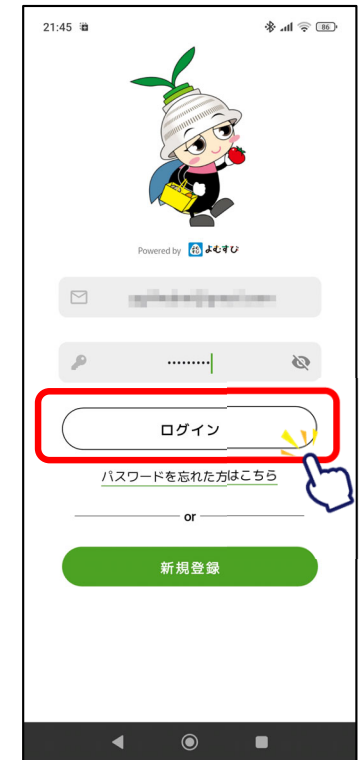 21:45
86
Powered by よむすび
•••••••••
ログイン
パスワードを忘れた方はこちら
or
新規登録